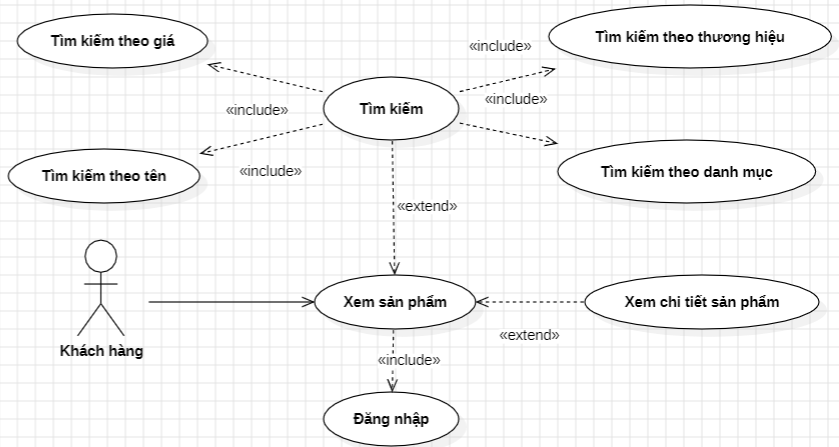 Tìm kiếm theo giá
Tìm kiếm theo thương hiệu
«include»
Tìm kiếm
«include»
«include»
Tìm kiếm theo tên
«include»
Tìm kiếm theo danh mục
«extend»
Xem sản phẩm
Xem chi tiết sản phẩm
«extend»
Khách hàng
«include»
Đăng nhập